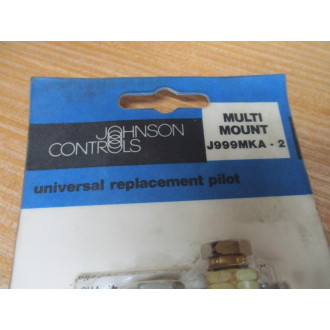 JOHNSON
CONTROLS
MULTI
MOUNT
J999MKA - 2
universal replacement pilot